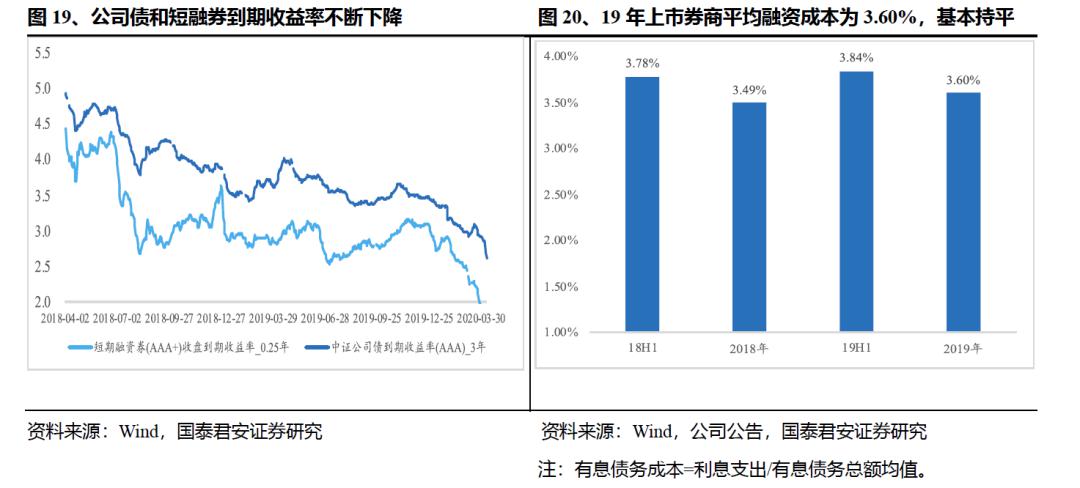 图 19、公司债和短融券到期收益率不断下降
5.5
5.0
4.5
4.0
3.5
3.0
2.5
2.0
2018-04-02 2018-07-02 2018-09-27 2018-12-27 2019-03-29 2019-06-28 2019-09-25 2019-12-25 2020-03-30
短期融资券(AAA+)收盘到期收益率_0.25年 中证公司债到期收益率(AAA)_3年
资料来源：Wind，国泰君安证券研究
图 20、19 年上市券商平均融资成本为 3.60%，基本持平
4.00%
3.50%
3.00%
2.50%
2.00%
1.50%
1.00%
3.78% 3.49% 3.84% 3.60%
18H1 2018年 19H1 2019年
资料来源：Wind，公司公告，国泰君安证券研究
注：有息债务成本=利息支出/有息债务总额均值。